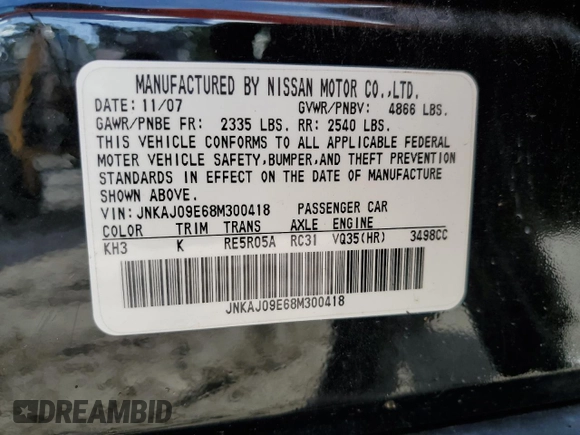 MANUFACTURED BY NISSAN MOTOR CO.,LTD.
DATE: 11/07 GVWR/PNBV: 4866 LBS.
GAWR/PNBE FR: 2335 LBS. RR: 2540 LBS.
THIS VEHICLE CONFORMS TO ALL APPLICABLE FEDERAL
MOTOR VEHICLE SAFETY,BUMPER,AND THEFT PREVENTION
STANDARDS IN EFFECT ON THE DATE OF MANUFACTURE
SHOWN ABOVE.
VIN: JNKAJ09E68M300418 PASSENGER CAR
COLOR TRIM TRANS AXLE ENGINE
KH3 K RE5R05A RC31 VQ35(HR) 3498CC
JNKAJ09E68M300418
DREAMBID